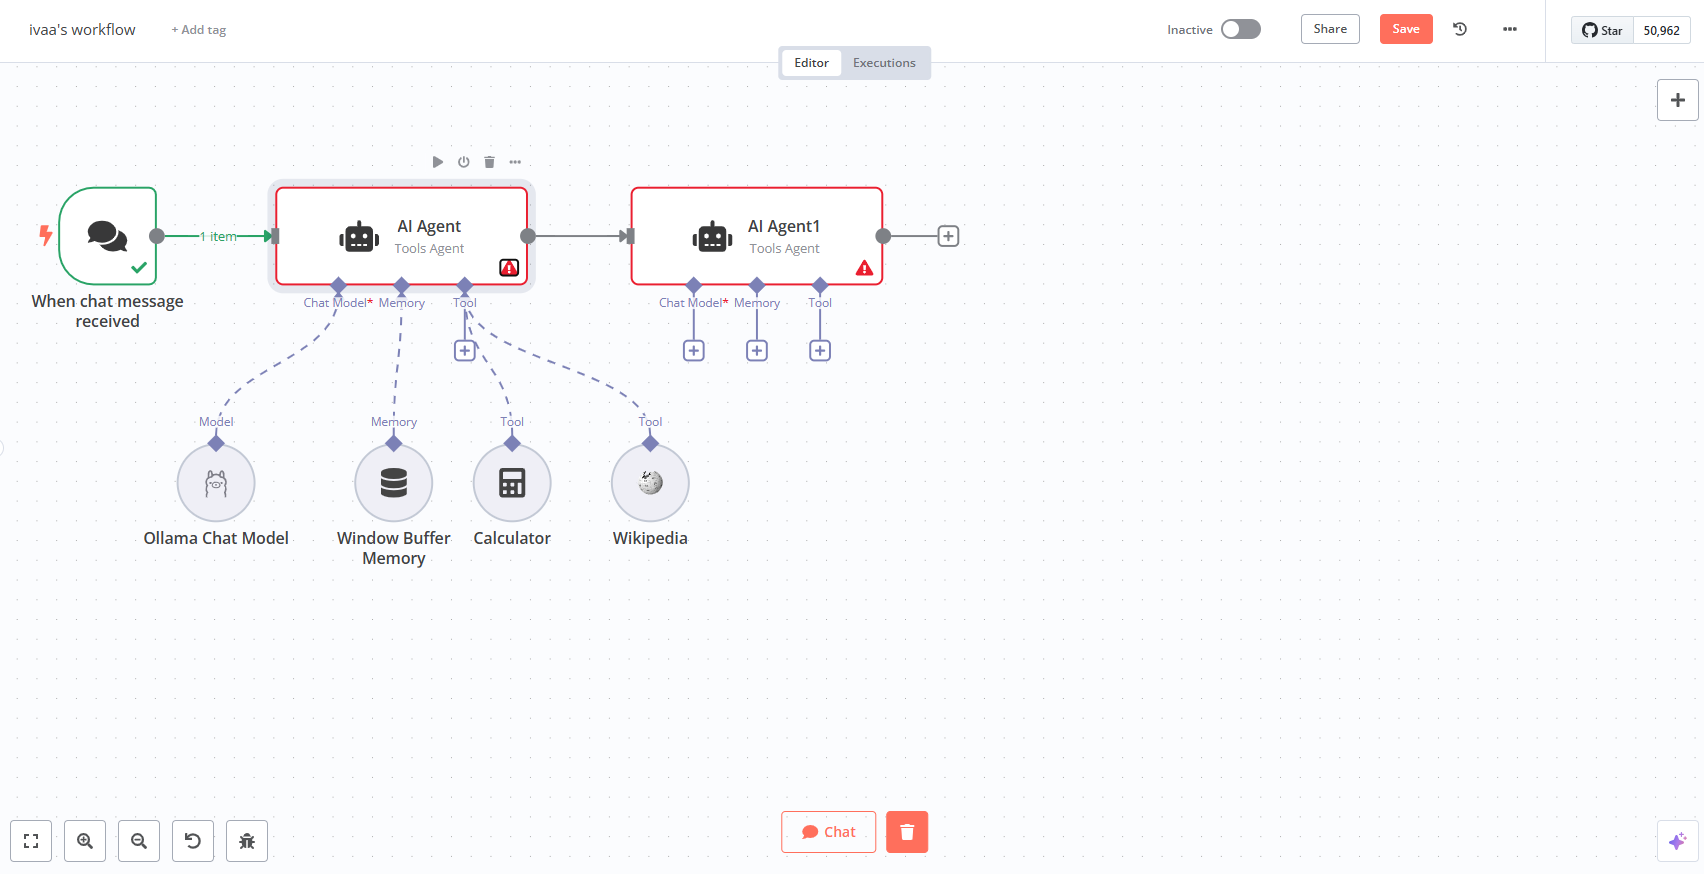 ivaa's workflow
+ Add tag
Inactive
Share
Save
Star
50,962
Editor
Executions
1 item
AI Agent
Tools Agent
AI Agent1
Tools Agent
When chat message
received
Chat Model*
Memory
Tool
Chat Model*
Memory
Tool
Model
Memory
Tool
Tool
Ollama Chat Model
Window Buffer
Memory
Calculator
Wikipedia
Chat